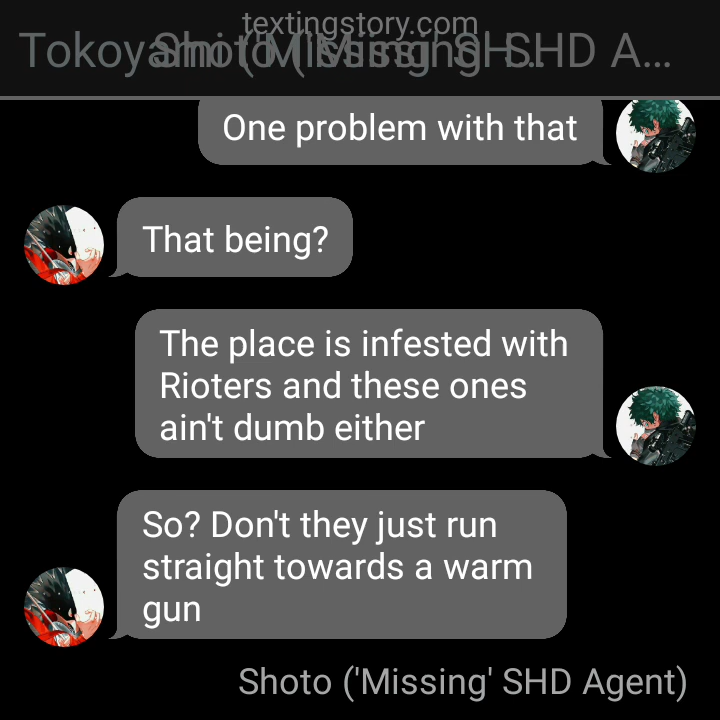 textingstory.com
One problem with that
That being?
The place is infested with
Rioters and these ones
ain't dumb either
So? Don't they just run
straight towards a warm
gun
Shoto ('Missing' SHD Agent)